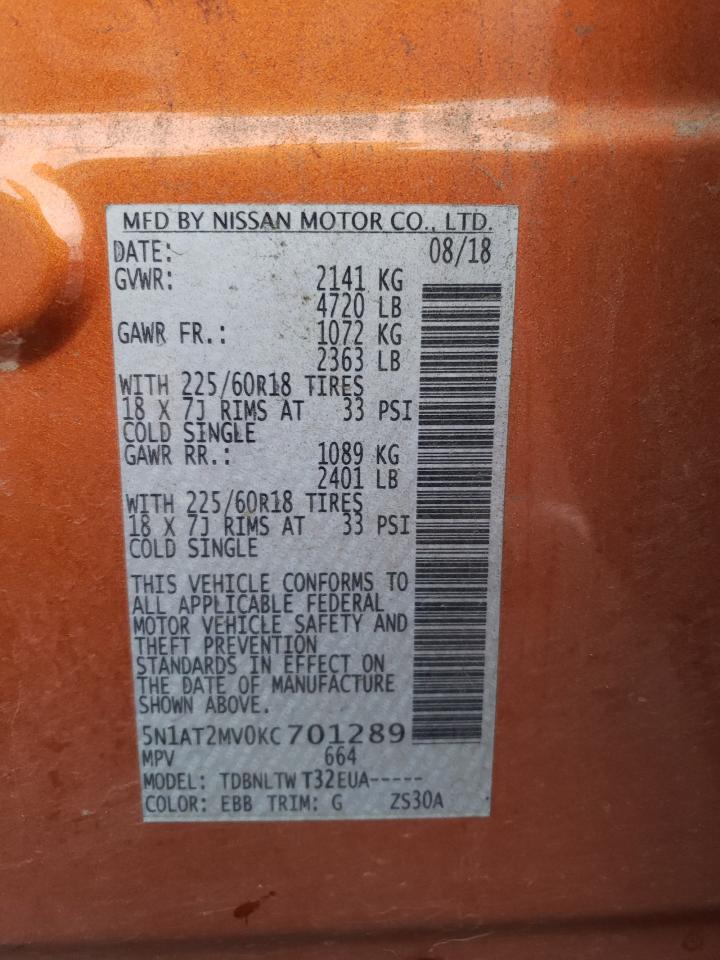 MFD BY NISSAN MOTOR CO., LTD.
DATE: 08/18
GVWR: 2141 KG
4720 LB
GAWR FR.: 1072 KG
2363 LB
WITH 225/60R18 TIRES
18 X 7J RIMS AT 33 PSI
COLD SINGLE
GAWR RR.: 1089 KG
2401 LB
WITH 225/60R18 TIRES
18 X 7J RIMS AT 33 PSI
COLD SINGLE
THIS VEHICLE CONFORMS TO
ALL APPLICABLE FEDERAL
MOTOR VEHICLE SAFETY AND
THEFT PREVENTION
STANDARDS IN EFFECT ON
THE DATE OF MANUFACTURE
SHOWN ABOVE.
5N1AT2MV0KC701289
MPV 664
MODEL: TDBNLTW T32EUA-----
COLOR: EBB TRIM: G ZS30A